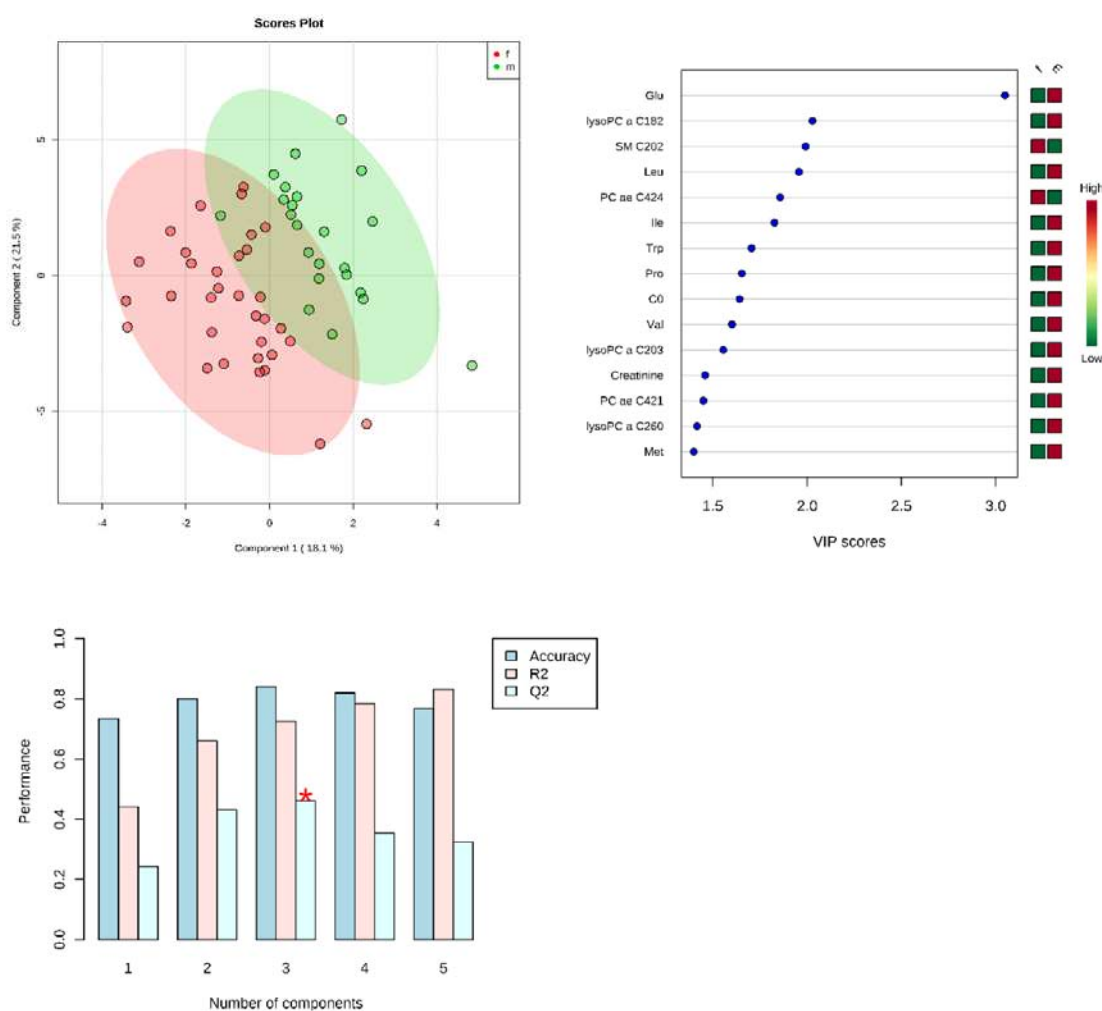 Scores Plot
f
m
Component 2 ( 21.5 %)
5
0
-5
-4
-2
0
2
4
Component 1 ( 18.1 %)
f
m
Glu
lysoPC a C182
SM C202
Leu
PC ae C424
Ile
Trp
Pro
C0
Val
lysoPC a C203
Creatinine
PC ae C421
lysoPC a C260
Met
High
Low
1.5
2.0
2.5
3.0
VIP scores
Performance
1.0
0.8
0.6
0.4
0.2
0.0
*
Accuracy
R2
Q2
1
2
3
4
5
Number of components